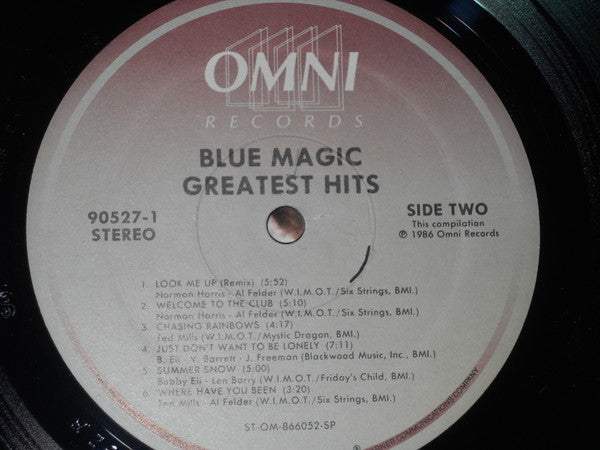 OMNI
RECORDS
BLUE MAGIC
GREATEST HITS
90527-1
STEREO
SIDE TWO
This compilation
℗ 1986 Omni Records
1. LOOK ME UP (Remix) (5:52)
Norman Harris - Al Felder (W.I.M.O.T./Six Strings, BMI.)
2. WELCOME TO THE CLUB (5:10)
Norman Harris - Al Felder (W.I.M.O.T./Six Strings, BMI.)
3. CHASING RAINBOWS (4:17)
Ted Mills (W.I.M.O.T./Mystic Dragon, BMI.)
4. JUST DON'T WANT TO BE LONELY (7:11)
B. Eli - V. Barrett - J. Freeman (Blackwood Music, Inc., BMI.)
5. SUMMER SNOW (5:00)
Bobby Eli - Len Barry (W.I.M.O.T./Friday's Child, BMI.)
6. WHERE HAVE YOU BEEN (3:20)
Ted Mills - Al Felder (W.I.M.O.T./Six Strings, BMI.)
ST-OM-866052-SP
COMMUNICATIONS COMPANY